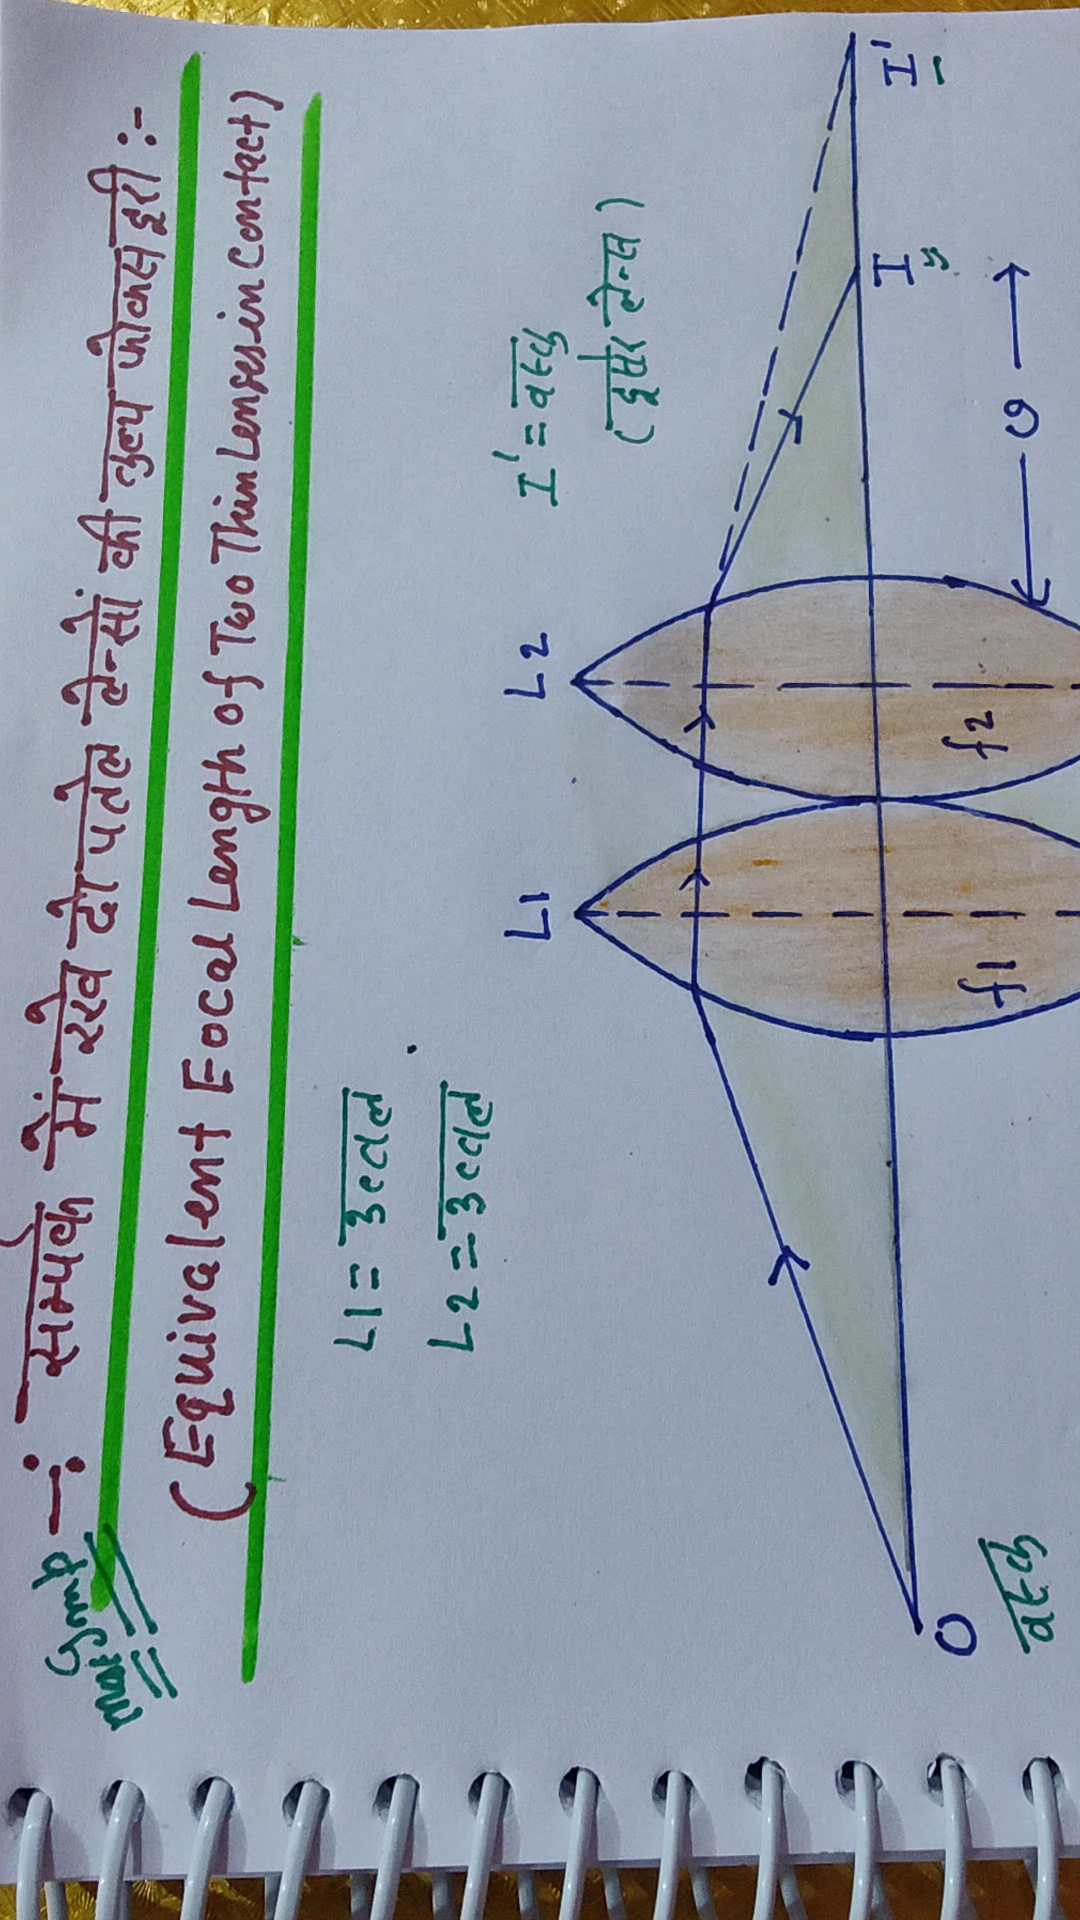 most Imp
-: सम्पर्क में रखे दो पतले लेन्सों की तुल्य फोकस दूरी :-
(Equivalent Focal Length of Two Thin Lenses in Contact)
L1 = उत्तल
L2 = उत्तल
I' = वस्तु
(दूसरे लेन्स)
L1
L2
f1
f2
O
वस्तु
I
I'